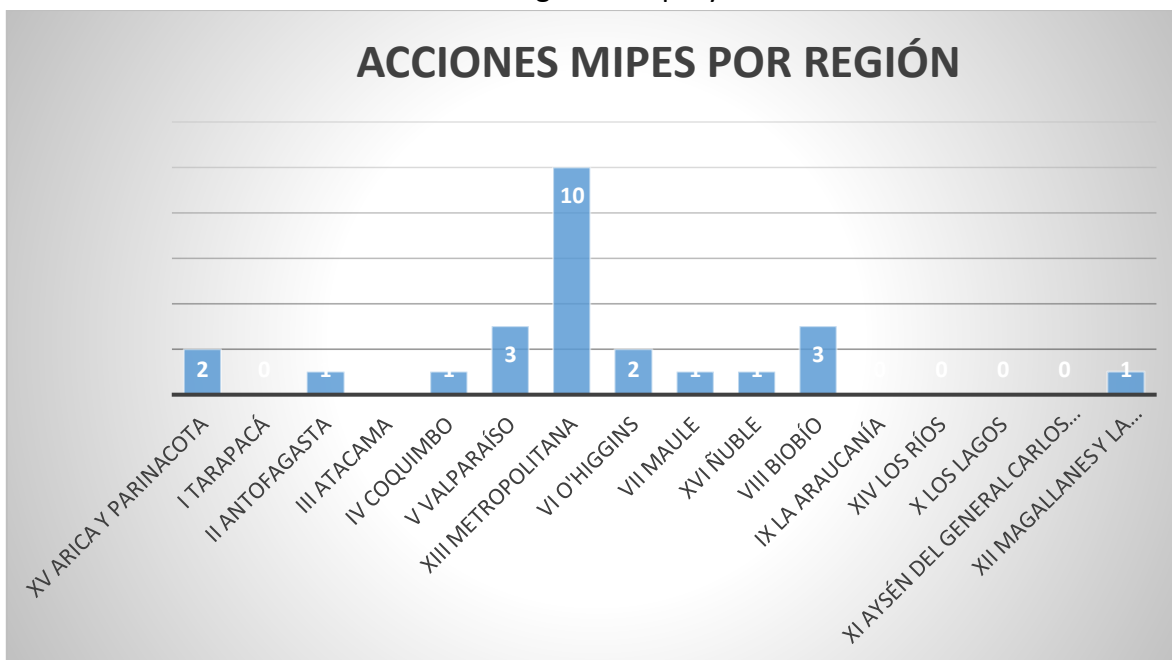 ACCIONES MIPES POR REGIÓN
10
3
3
2
2
1
1
1
1
1
0
0
0
0
XV ARICA Y PARINACOTA
I TARAPACÁ
II ANTOFAGASTA
III ATACAMA
IV COQUIMBO
V VALPARAÍSO
XIII METROPOLITANA
VI O'HIGGINS
VII MAULE
XVI ÑUBLE
VIII BIOBÍO
IX LA ARAUCANÍA
XIV LOS RÍOS
X LOS LAGOS
XI AYSÉN DEL GENERAL CARLOS…
XII MAGALLANES Y LA…